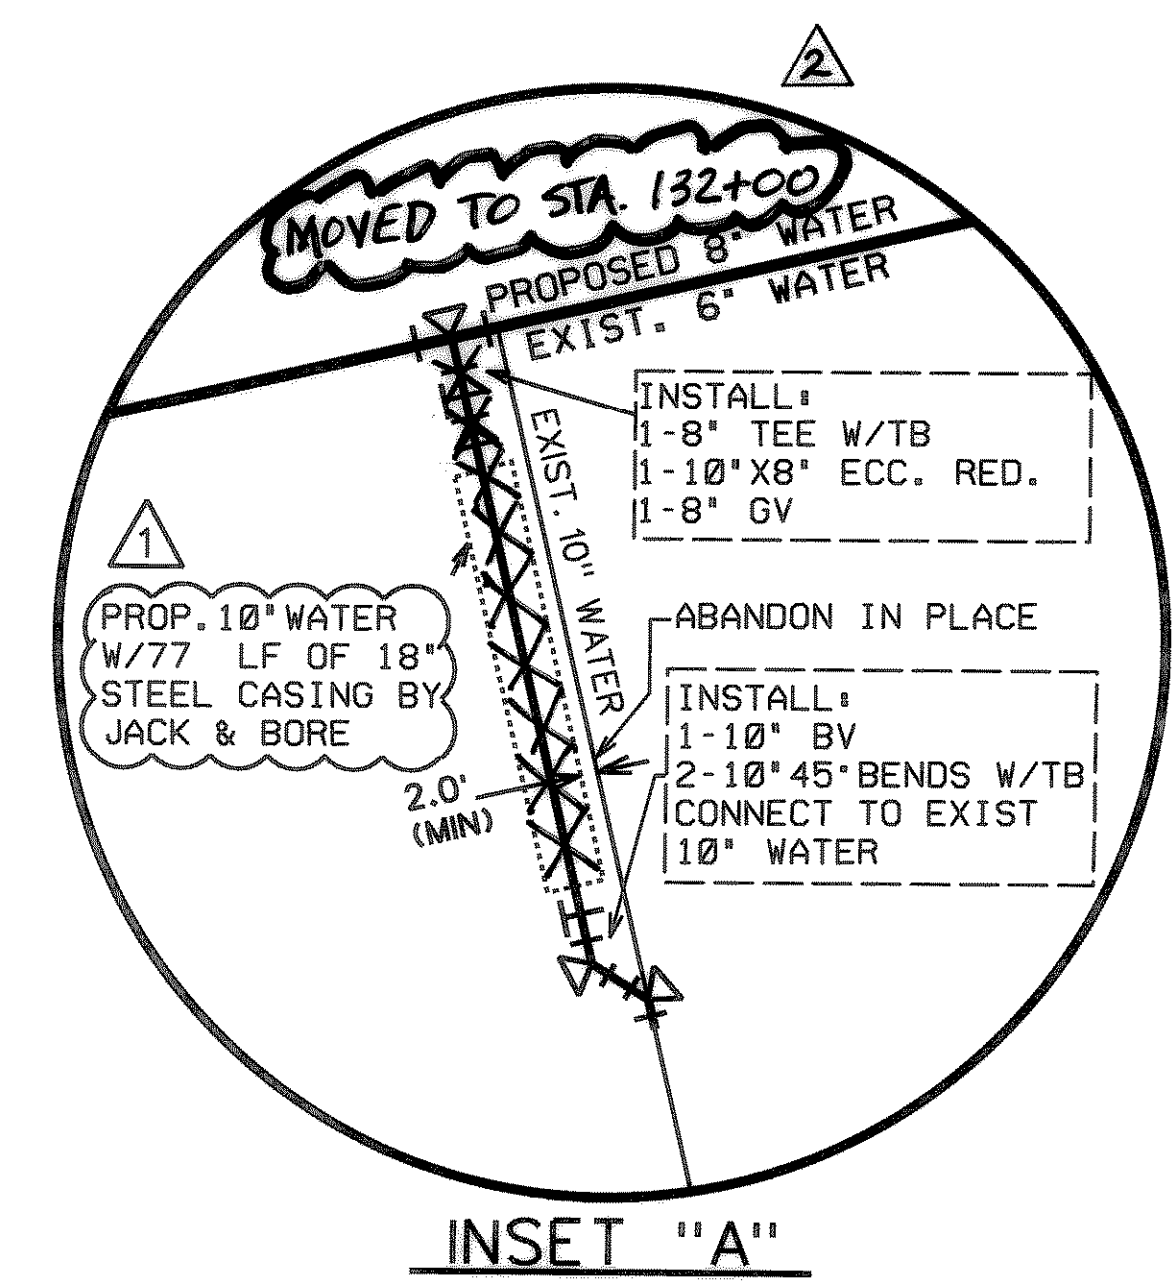 2
MOVED TO STA. 132+00
PROPOSED 8" WATER
EXIST. 6" WATER
INSTALL:
1-8" TEE W/TB
1-10"X8" ECC. RED.
1-8" GV
EXIST. 10" WATER
1
PROP. 10" WATER
W/77 LF OF 18"
STEEL CASING BY
JACK & BORE
ABANDON IN PLACE
INSTALL:
1-10" BV
2-10" 45° BENDS W/TB
CONNECT TO EXIST
10" WATER
2.0'
(MIN)
INSET "A"